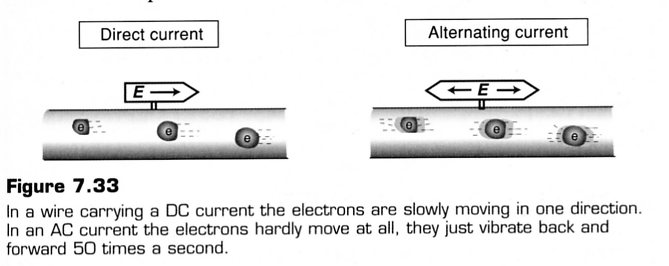 Direct current
Alternating current
E →
← E →
e e e
e e e
Figure 7.33
In a wire carrying a DC current the electrons are slowly moving in one direction.
In an AC current the electrons hardly move at all, they just vibrate back and
forward 50 times a second.